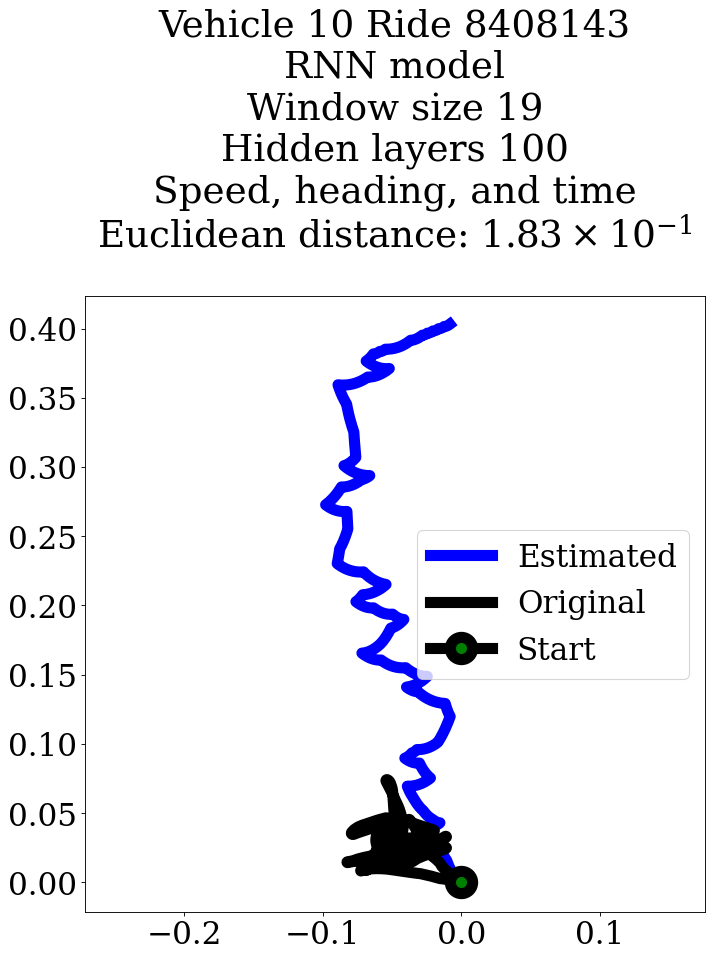 Vehicle 10 Ride 8408143
RNN model
Window size 19
Hidden layers 100
Speed, heading, and time
Euclidean distance: 1.83 × 10⁻¹
0.40
0.35
0.30
0.25
0.20
0.15
0.10
0.05
0.00
Estimated
Original
Start
−0.2
−0.1
0.0
0.1